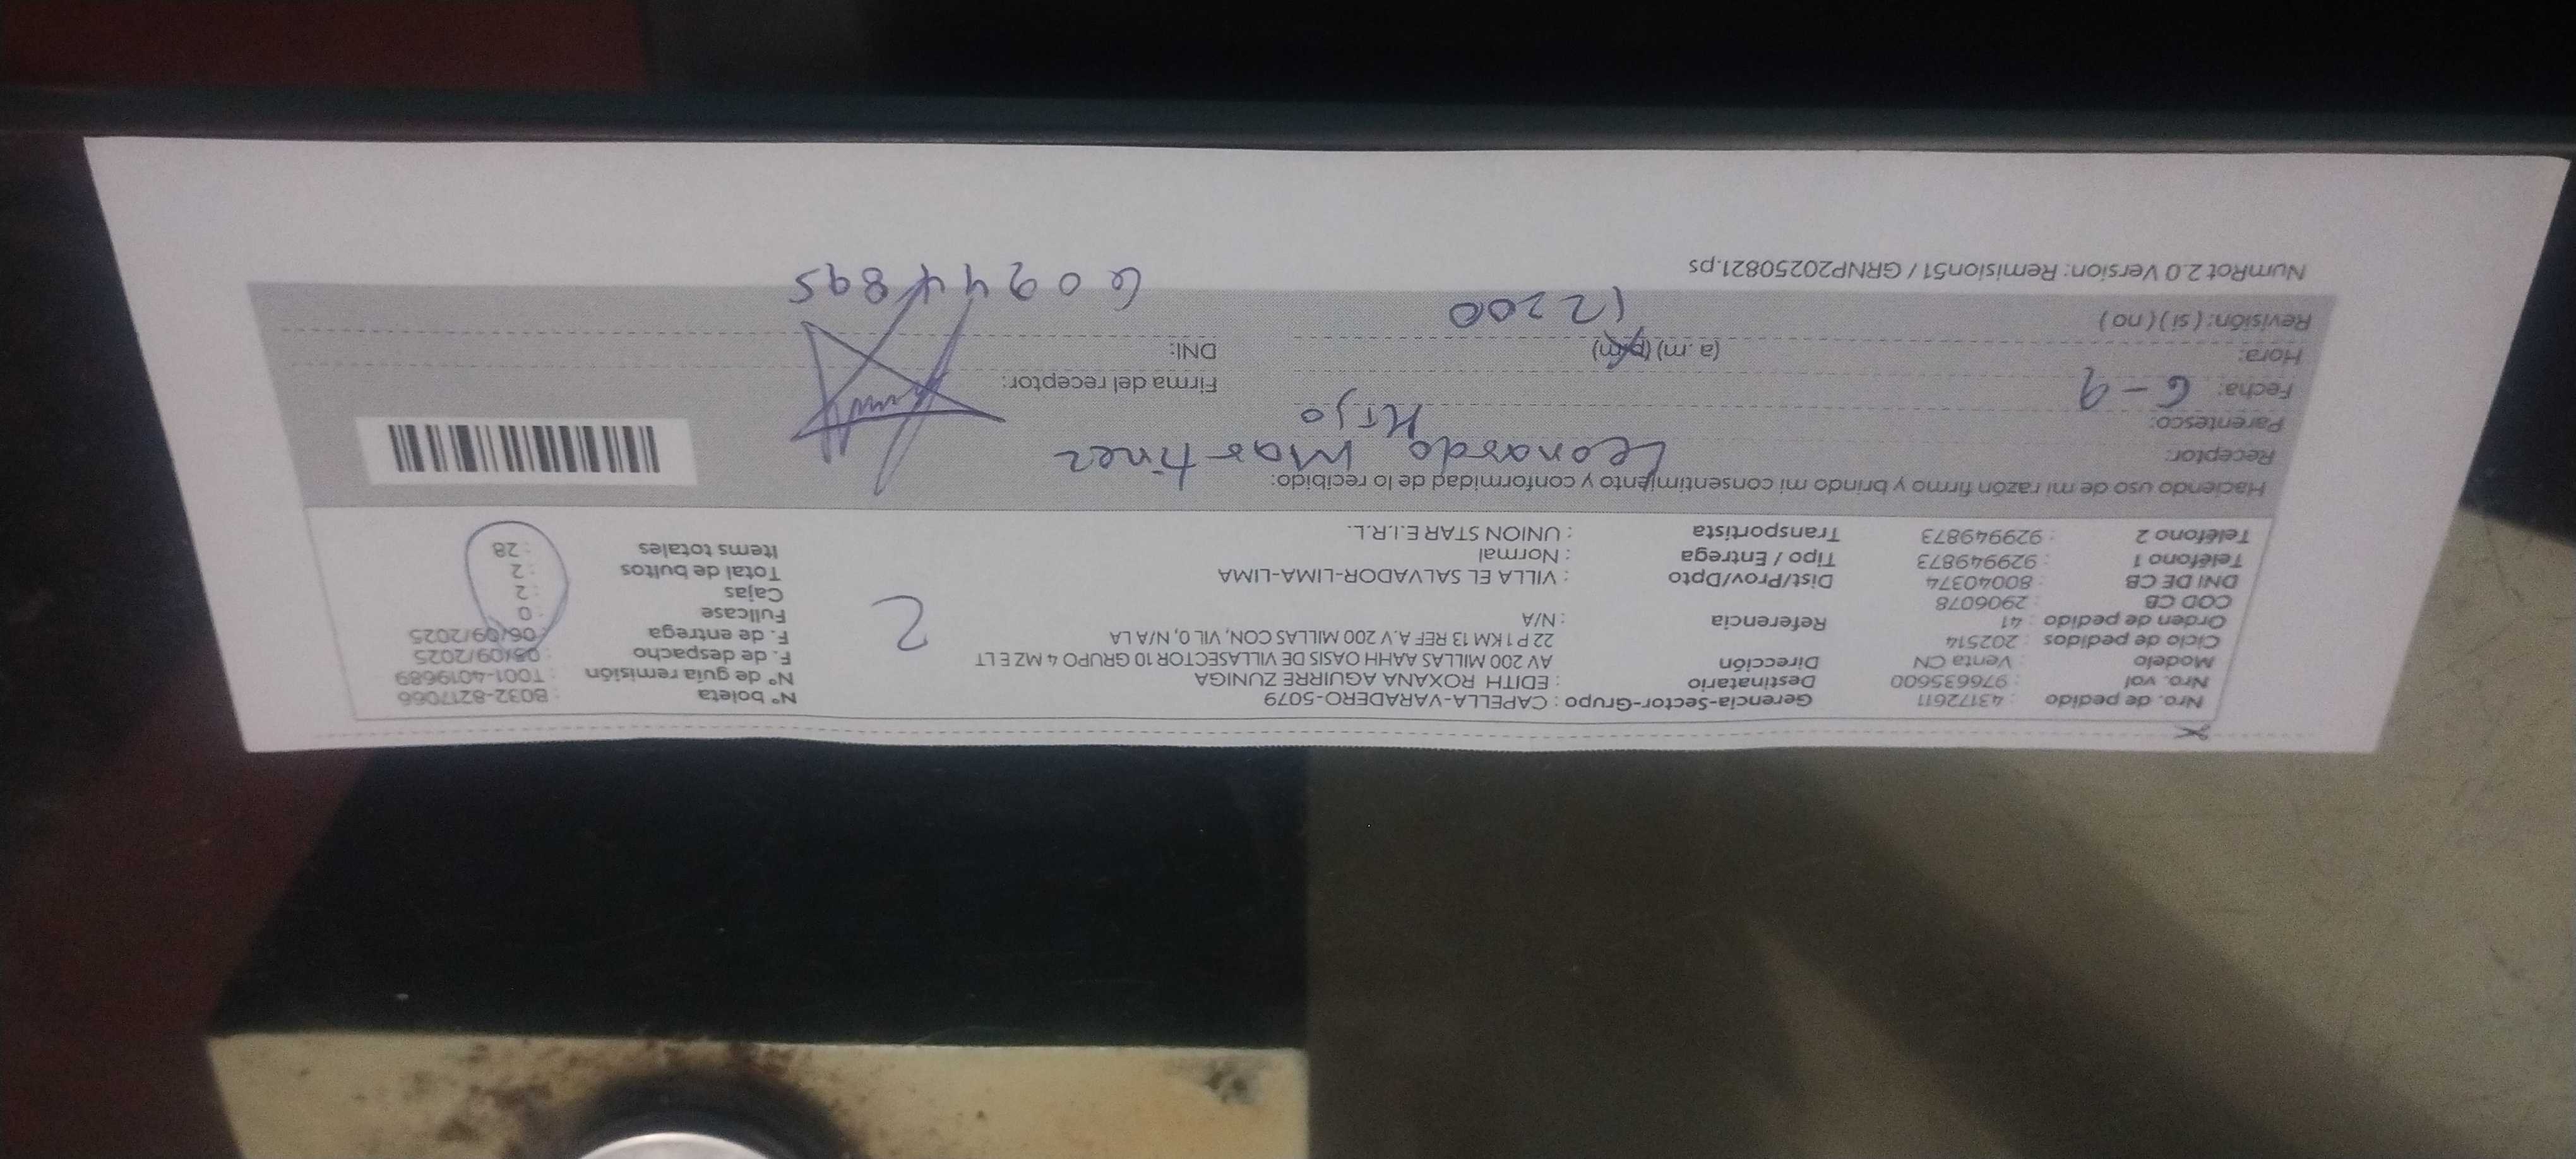 Nro. de pedido : 43172611 Gerencia-Sector-Grupo : CAPELLA-VARADERO-5079 N° boleta : B032-8217066
Nro. vol : 976635600 Destinatario : EDITH ROXANA AGUIRRE ZUNIGA N° de guía remisión : T001-4019689
Modelo : Venta CN Dirección AV 200 MILLAS AAHH OASIS DE VILLASECTOR 10 GRUPO 4 MZ E LT F. de despacho : 05/09/2025
Ciclo de pedidos : 202514 22 P 1 KM 13 REF A.V 200 MILLAS CON, VIL 0, N/A LA F. de entrega : 06/09/2025
Orden de pedido : 41 Referencia : N/A Fullcase : 0
COD CB : 2906078 2 Cajas : 2
DNI DE CB : 80040374 Dist/Prov/Dpto : VILLA EL SALVADOR-LIMA-LIMA Total de bultos : 2
Teléfono 1 : 929949873 Tipo / Entrega : Normal Items totales : 28
Teléfono 2 : 929949873 Transportista : UNION STAR E.I.R.L.
Haciendo uso de mi razón firmo y brindo mi consentimiento y conformidad de lo recibido:
Receptor: Leonardo Martinez
Parentesco: Hijo
Fecha: 6-9 Firma del receptor:
Hora: (a.m) (p.m) DNI:
Revisión: ( si ) ( no ) 12200 60944895
NumRot 2.0 Version: Remision51 / GRNP20250821.ps